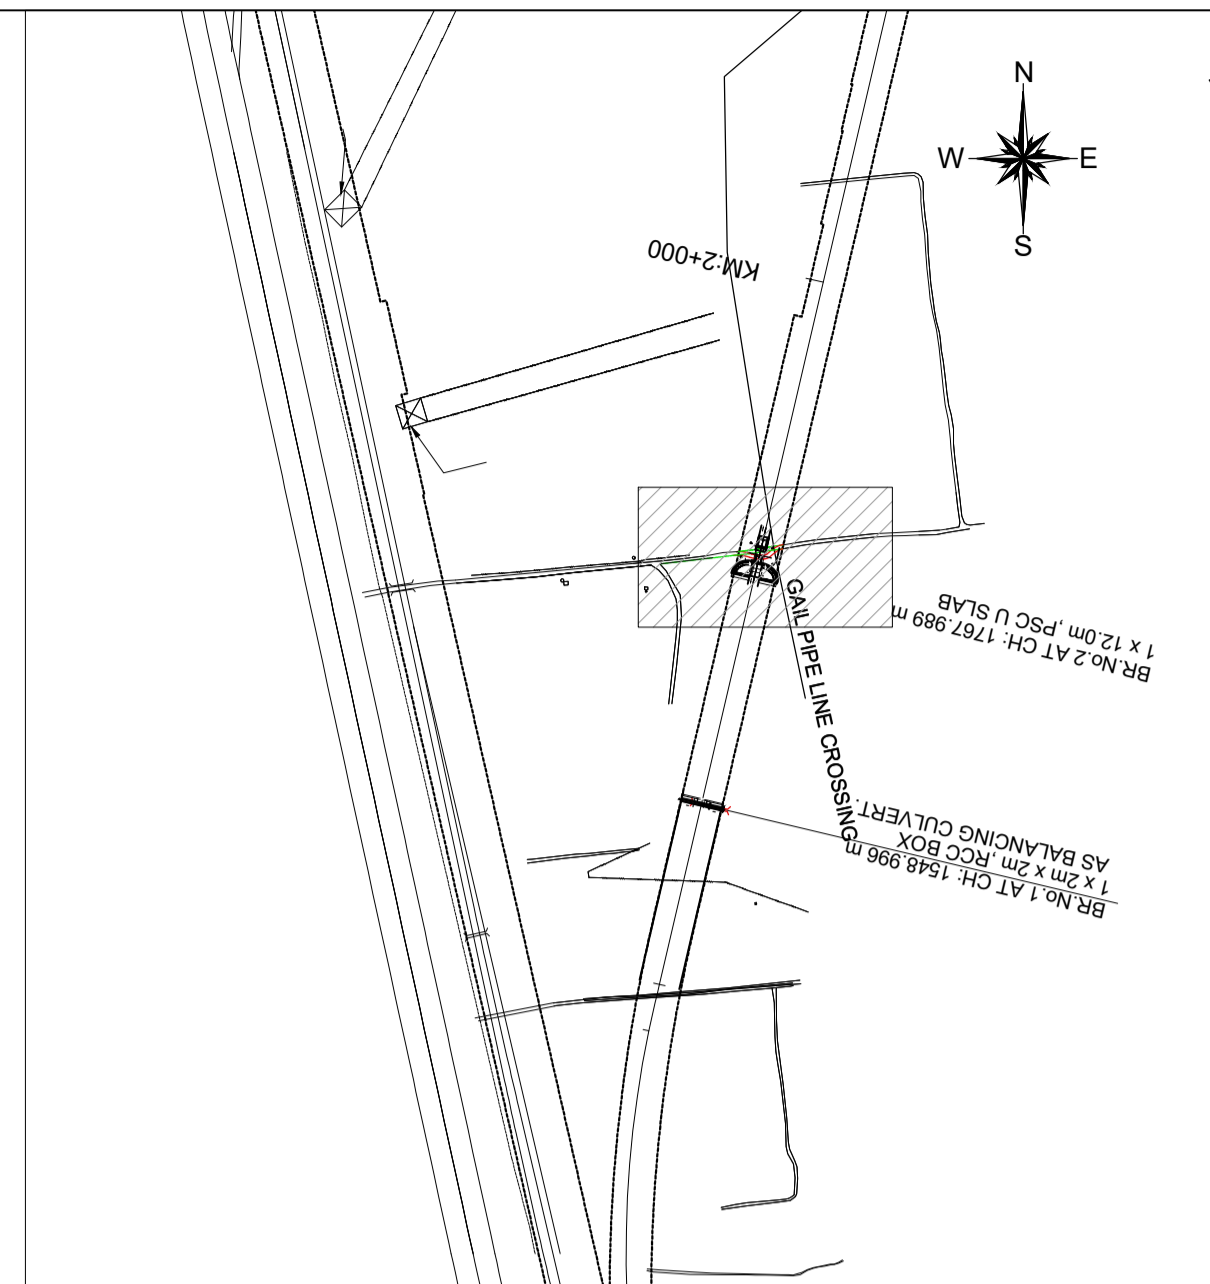 N
W E
S
KM:2+000
GAIL PIPE LINE CROSSING
BR.No.2 AT CH: 1767.989 m
1 x 12.0m ,PSC U SLAB
BR.No.1 AT CH: 1548.996 m
1 x 2m x 2m ,RCC BOX
AS BALANCING CULVERT.